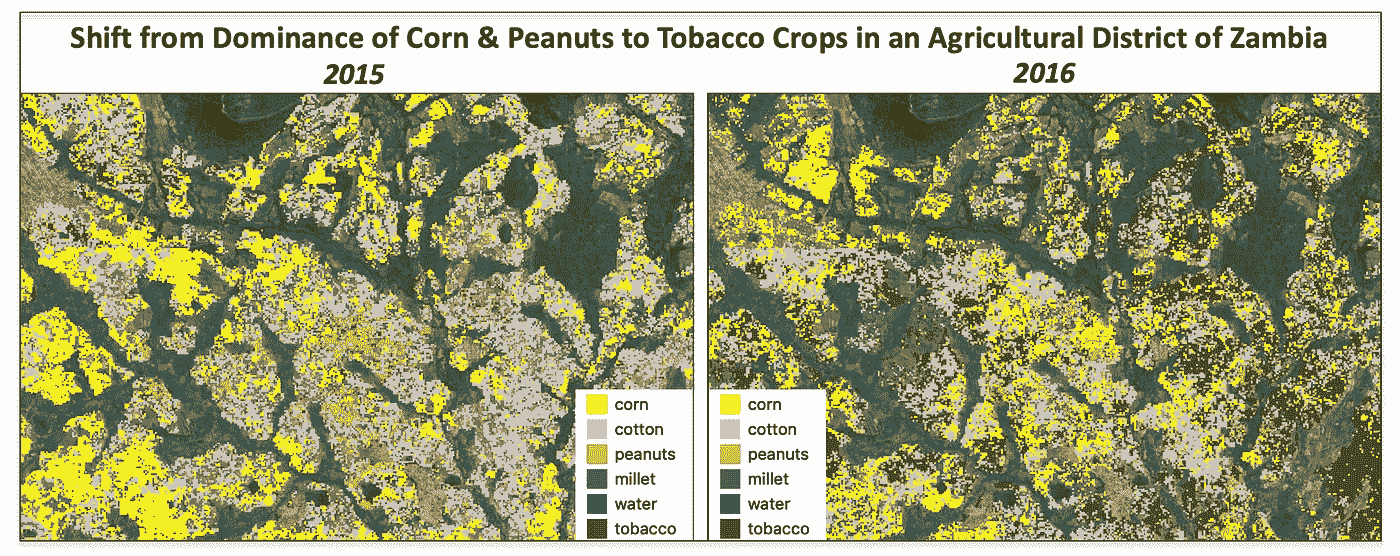 Shift from Dominance of Corn & Peanuts to Tobacco Crops in an Agricultural District of Zambia
2015
2016
corn
cotton
peanuts
millet
water
tobacco
corn
cotton
peanuts
millet
water
tobacco